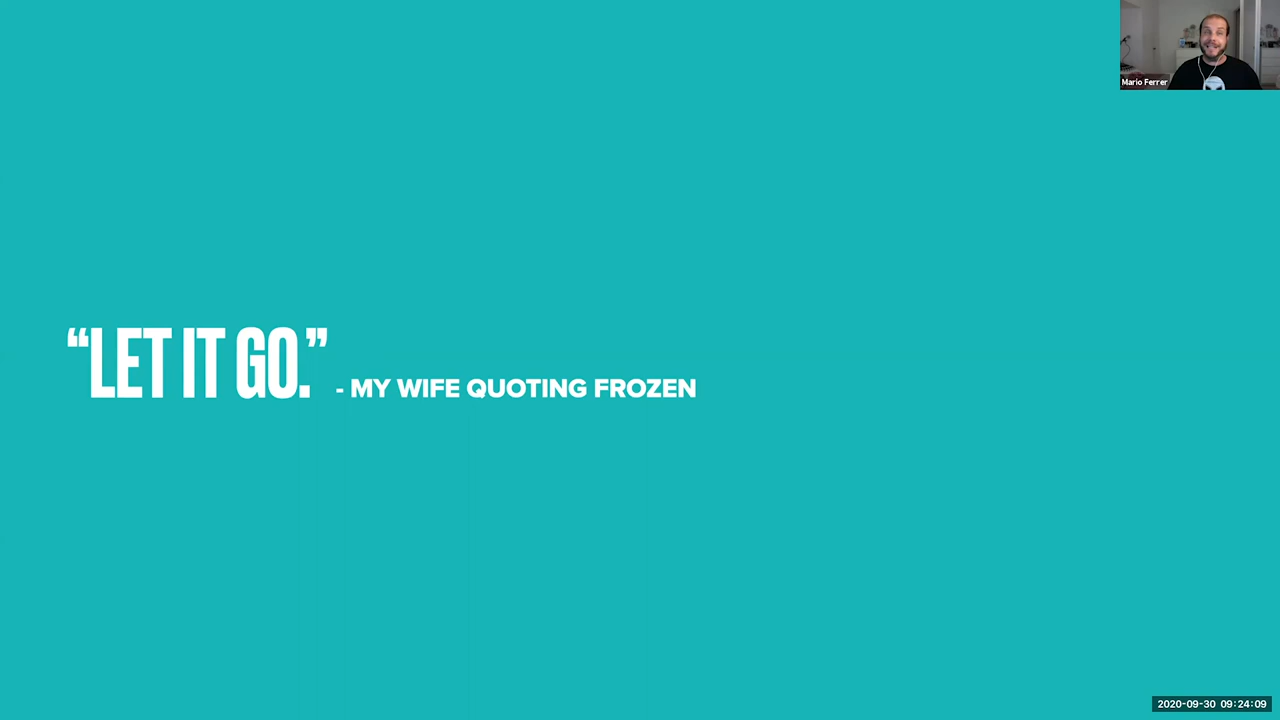 Mario Ferrer
“LET IT GO.” - MY WIFE QUOTING FROZEN
2020-09-30 09:24:09